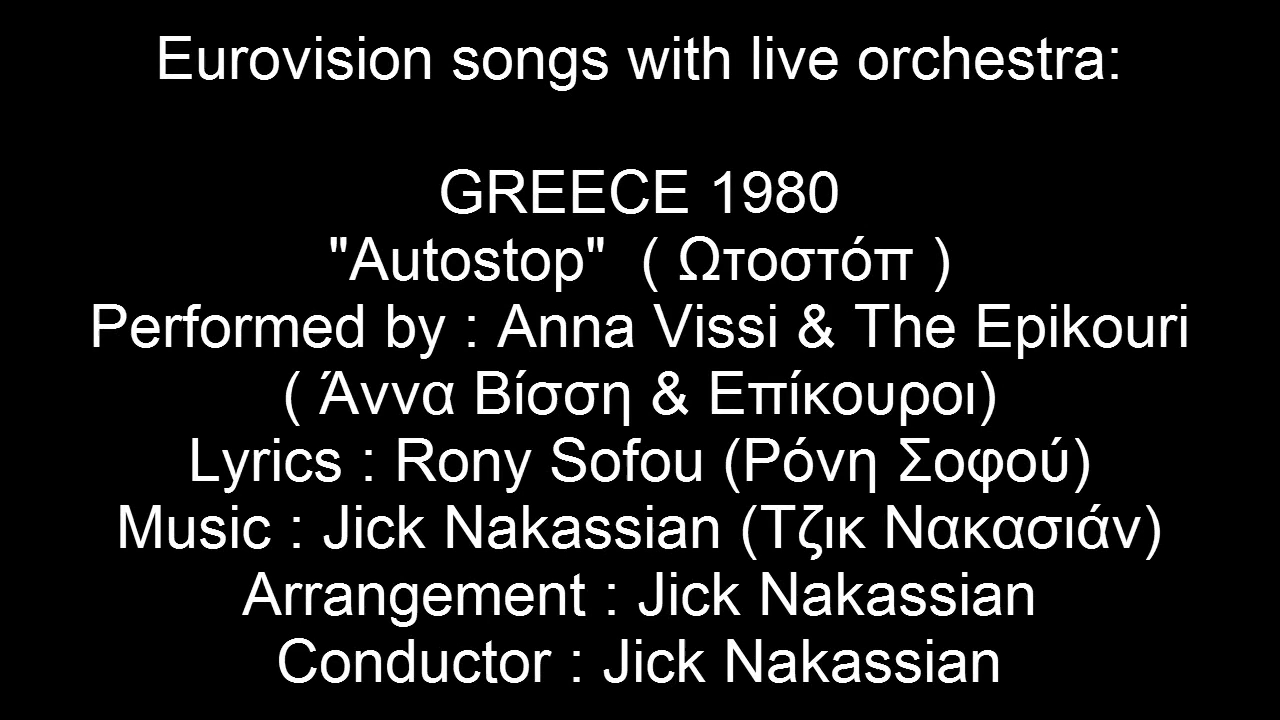 Eurovision songs with live orchestra:
GREECE 1980
"Autostop" ( Ωτοστόπ )
Performed by : Anna Vissi & The Epikouri
( Άννα Βίσση & Επίκουροι)
Lyrics : Rony Sofou (Ρόνη Σοφού)
Music : Jick Nakassian (Τζικ Νακασιάν)
Arrangement : Jick Nakassian
Conductor : Jick Nakassian